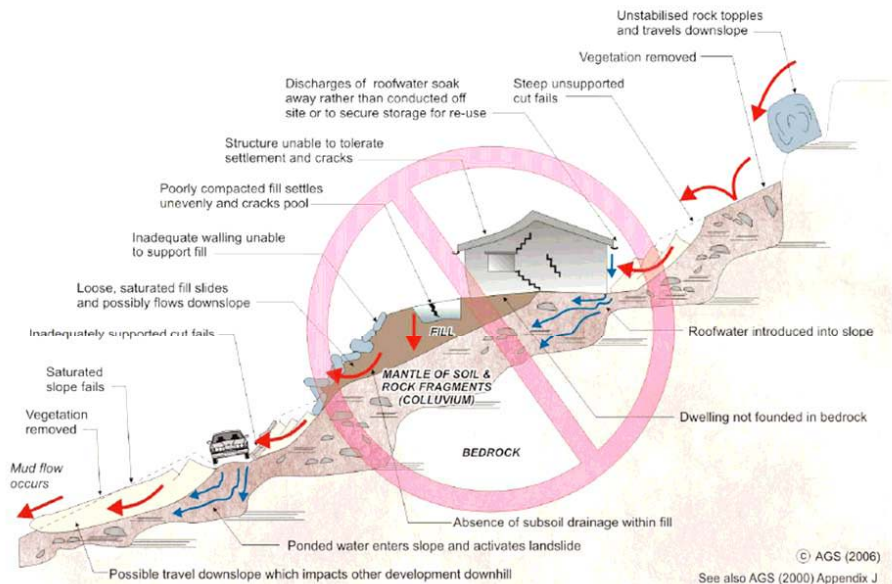 Unstabilised rock topples
and travels downslope
Vegetation removed
Discharges of roofwater soak
away rather than conducted off
site or to secure storage for re-use
Steep unsupported
cut fails
Structure unable to tolerate
settlement and cracks
Poorly compacted fill settles
unevenly and cracks pool
Inadequate walling unable
to support fill
Loose, saturated fill slides
and possibly flows downslope
Inadequately supported cut fails
Roofwater introduced into slope
FILL
Saturated
slope fails
MANTLE OF SOIL &
ROCK FRAGMENTS
(COLLUVIUM)
Vegetation
removed
Dwelling not founded in bedrock
BEDROCK
Mud flow
occurs
Absence of subsoil drainage within fill
Ponded water enters slope and activates landslide
© AGS (2006)
Possible travel downslope which impacts other development downhill
See also AGS (2000) Appendix J